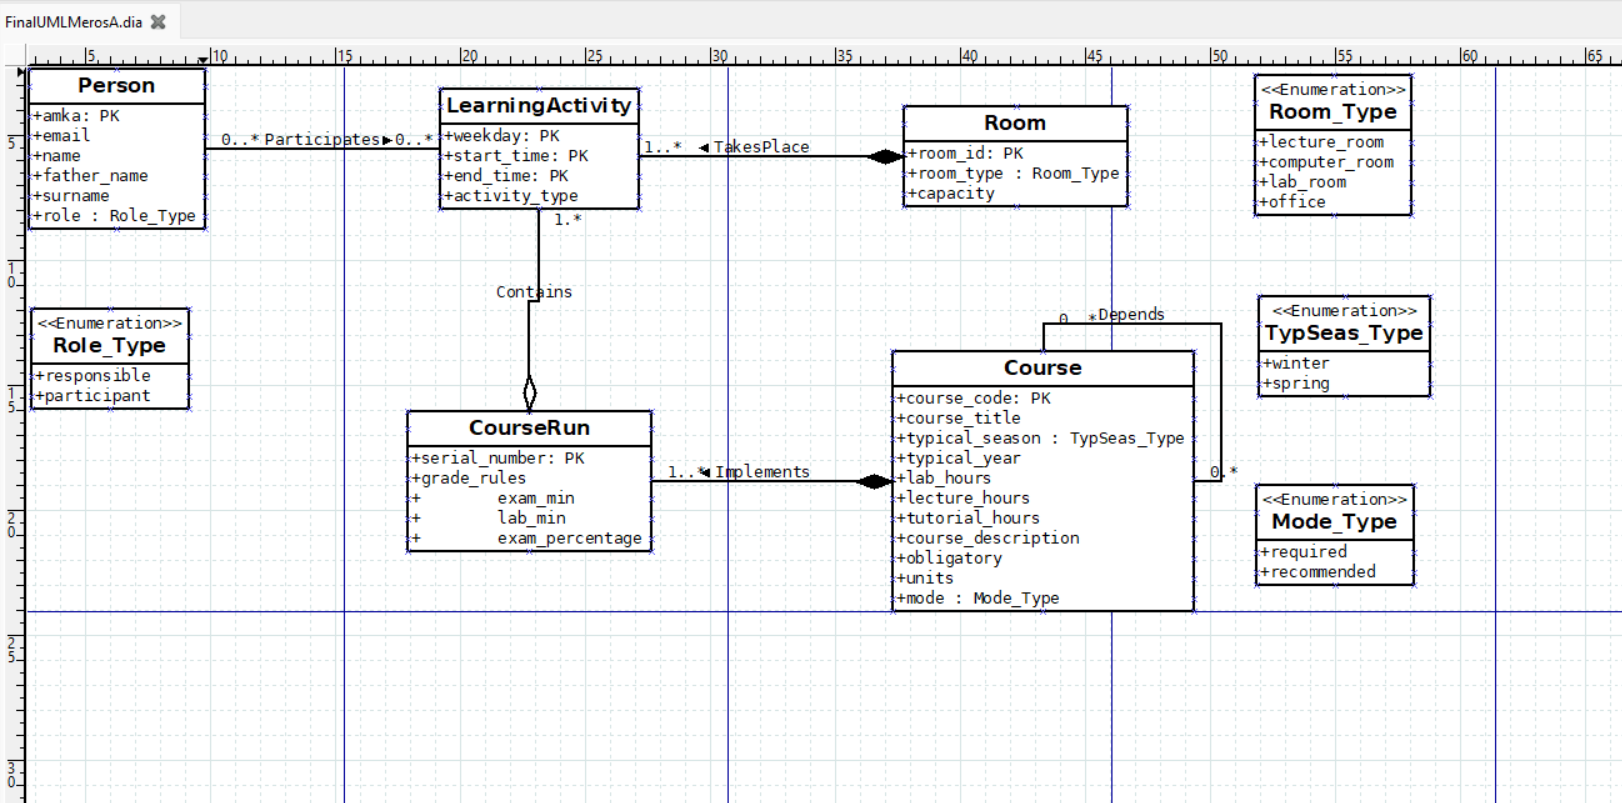 FinalUMLMerosA.dia
5 10 15 20 25 30 35 40 45 50 55 60 65
5
10
15
20
25
30
Person
+amka: PK
+email
+name
+father_name
+surname
+role : Role_Type
0..* Participates 0..*
LearningActivity
+weekday: PK
+start_time: PK
+end_time: PK
+activity_type
1..* TakesPlace
Room
+room_id: PK
+room_type : Room_Type
+capacity
<<Enumeration>>
Room_Type
+lecture_room
+computer_room
+lab_room
+office
1.*
Contains
<<Enumeration>>
Role_Type
+responsible
+participant
0 *Depends
<<Enumeration>>
TypSeas_Type
+winter
+spring
CourseRun
+serial_number: PK
+grade_rules
+ exam_min
+ lab_min
+ exam_percentage
1..* Implements
Course
+course_code: PK
+course_title
+typical_season : TypSeas_Type
+typical_year
+lab_hours
+lecture_hours
+tutorial_hours
+course_description
+obligatory
+units
+mode : Mode_Type
0.*
<<Enumeration>>
Mode_Type
+required
+recommended